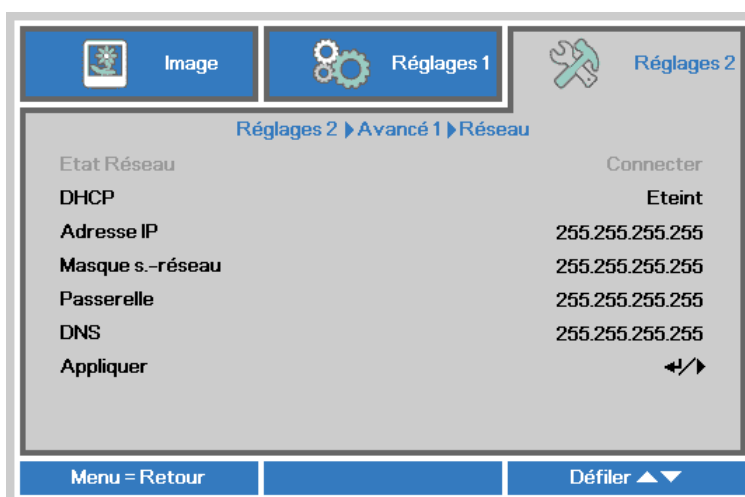 Image
Réglages 1
Réglages 2
Réglages 2 ▶ Avancé 1 ▶ Réseau
Etat Réseau Connecter
DHCP Eteint
Adresse IP 255.255.255.255
Masque s.-réseau 255.255.255.255
Passerelle 255.255.255.255
DNS 255.255.255.255
Appliquer ↵/▶
Menu = Retour
Défiler ▲▼